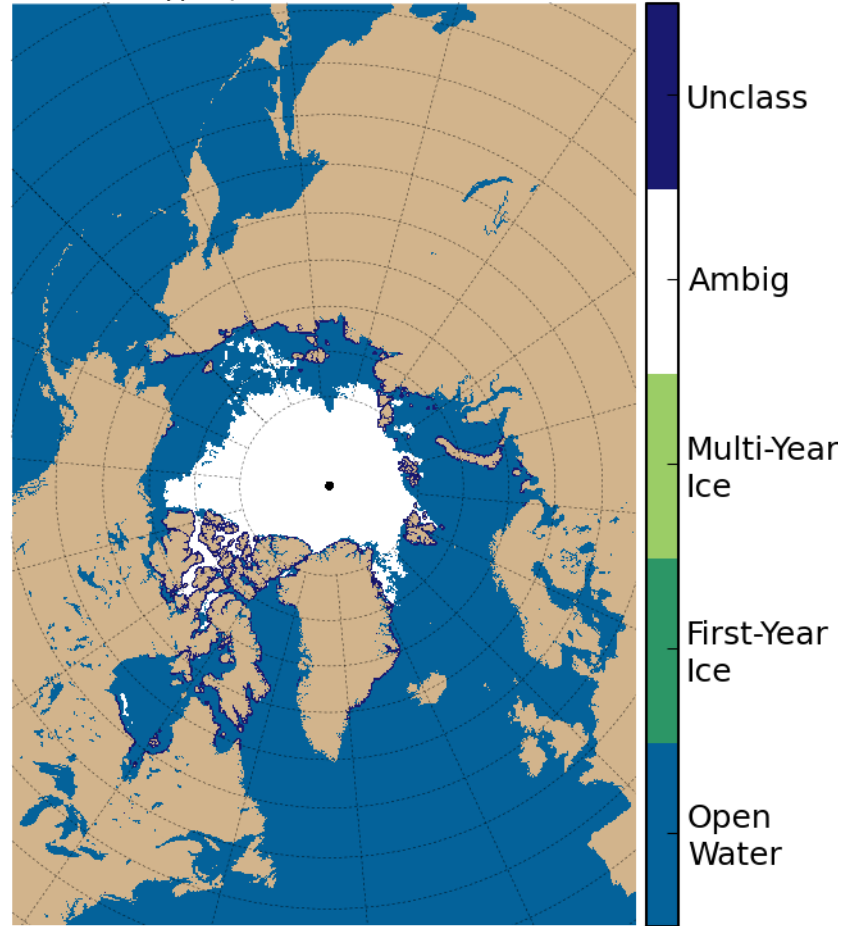 Unclass
Ambig
Multi-Year
Ice
First-Year
Ice
Open
Water